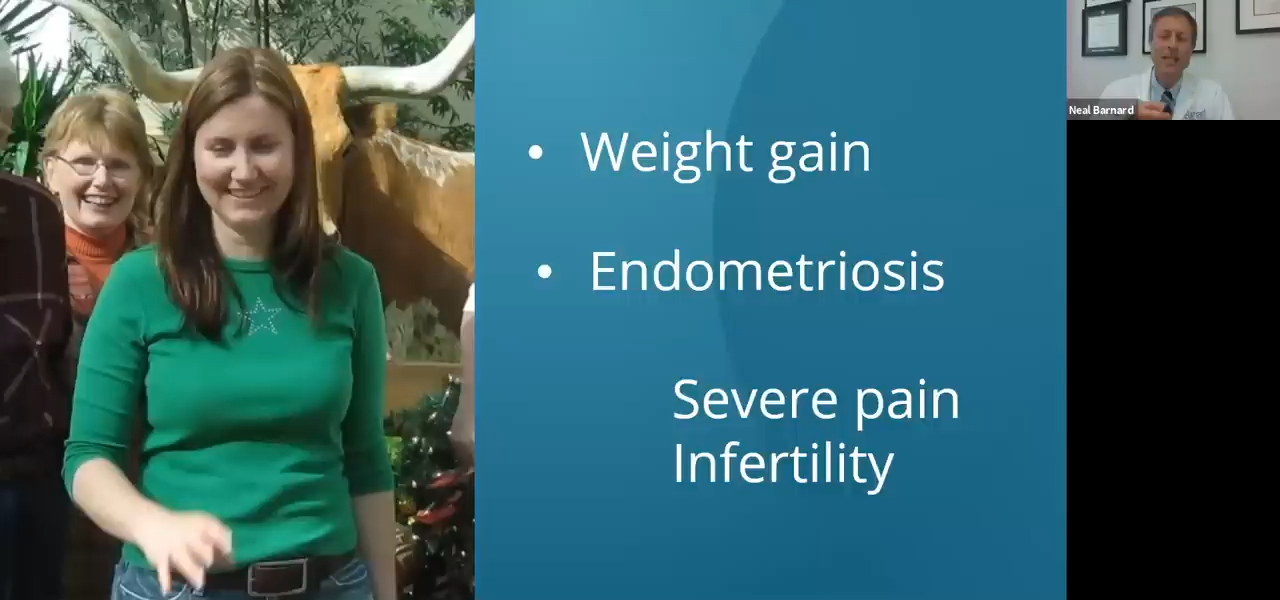 • Weight gain
• Endometriosis
Severe pain
Infertility
Neal Barnard